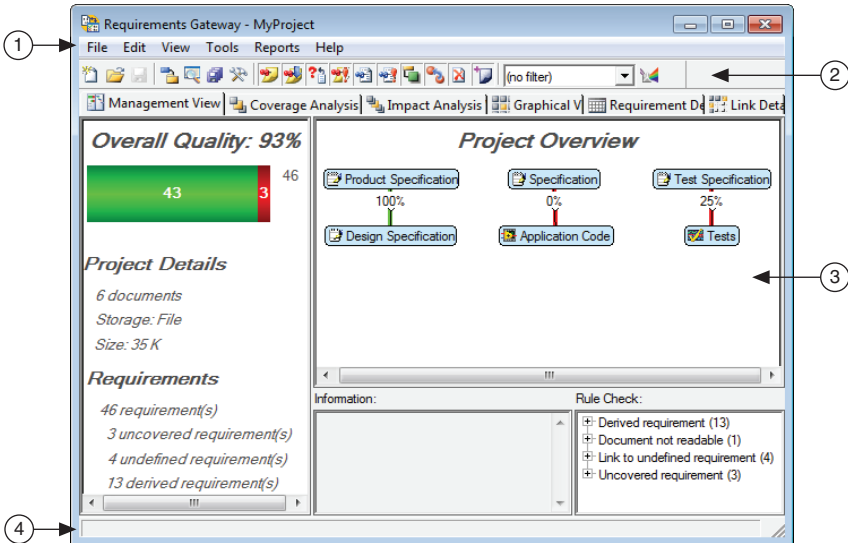 Requirements Gateway - MyProject
1
File Edit View Tools Reports Help
(no filter)
2
Management View Coverage Analysis Impact Analysis Graphical V Requirement De Link Deta
Overall Quality: 93%
43 3 46
Project Details
6 documents
Storage: File
Size: 35 K
Requirements
46 requirement(s)
3 uncovered requirement(s)
4 undefined requirement(s)
13 derived requirement(s)
Project Overview
Product Specification Specification Test Specification
100% 0% 25%
Design Specification Application Code Tests
3
Information:
Rule Check:
Derived requirement (13)
Document not readable (1)
Link to undefined requirement (4)
Uncovered requirement (3)
4